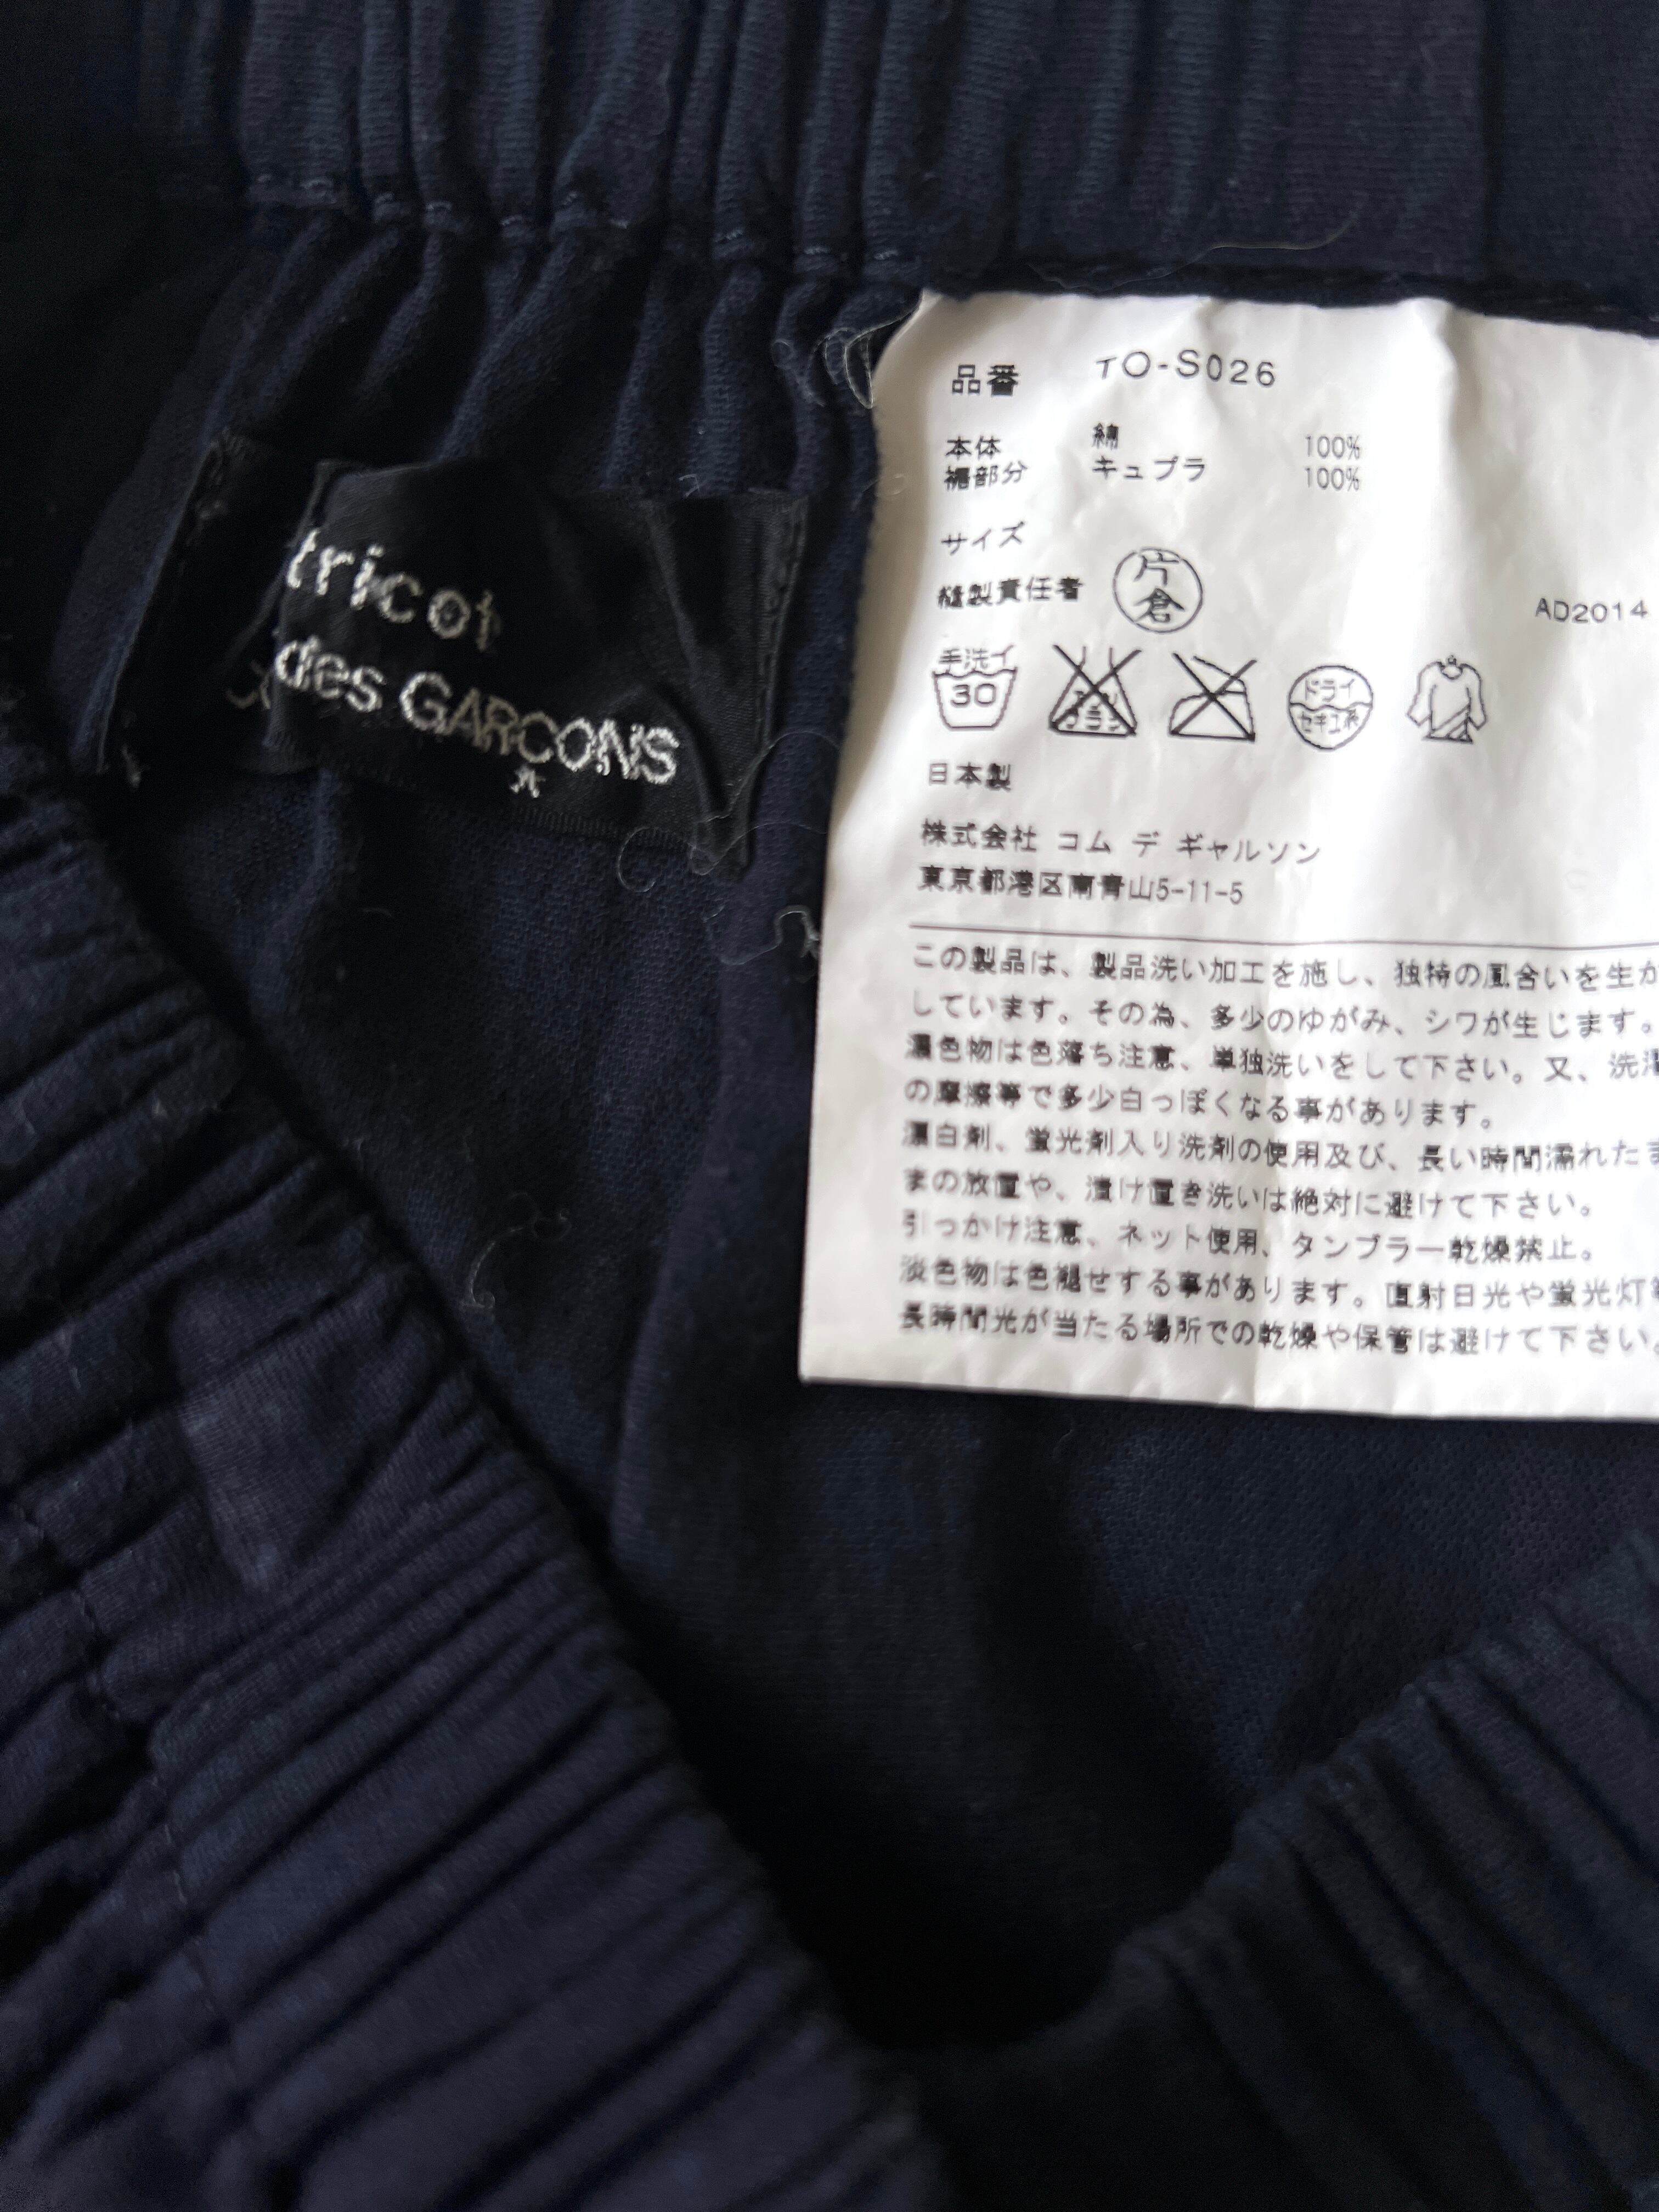 tricot
des GARCONS
品番 TO-S026
本体 綿 100%
裾部分 キュプラ 100%
サイズ
縫製責任者 片倉
AD2014
手洗イ
30
ドライ
セキユ系
日本製
株式会社 コム デ ギャルソン
東京都港区南青山5-11-5
この製品は、製品洗い加工を施し、独特の風合いを生か
しています。その為、多少のゆがみ、シワが生じます。
濃色物は色落ち注意、単独洗いをして下さい。又、洗濯
の摩擦等で多少白っぽくなる事があります。
漂白剤、蛍光剤入り洗剤の使用及び、長い時間濡れたま
まの放置や、漬け置き洗いは絶対に避けて下さい。
引っかけ注意、ネット使用、タンブラー乾燥禁止。
淡色物は色褪せする事があります。直射日光や蛍光灯等
長時間光が当たる場所での乾燥や保管は避けて下さい。